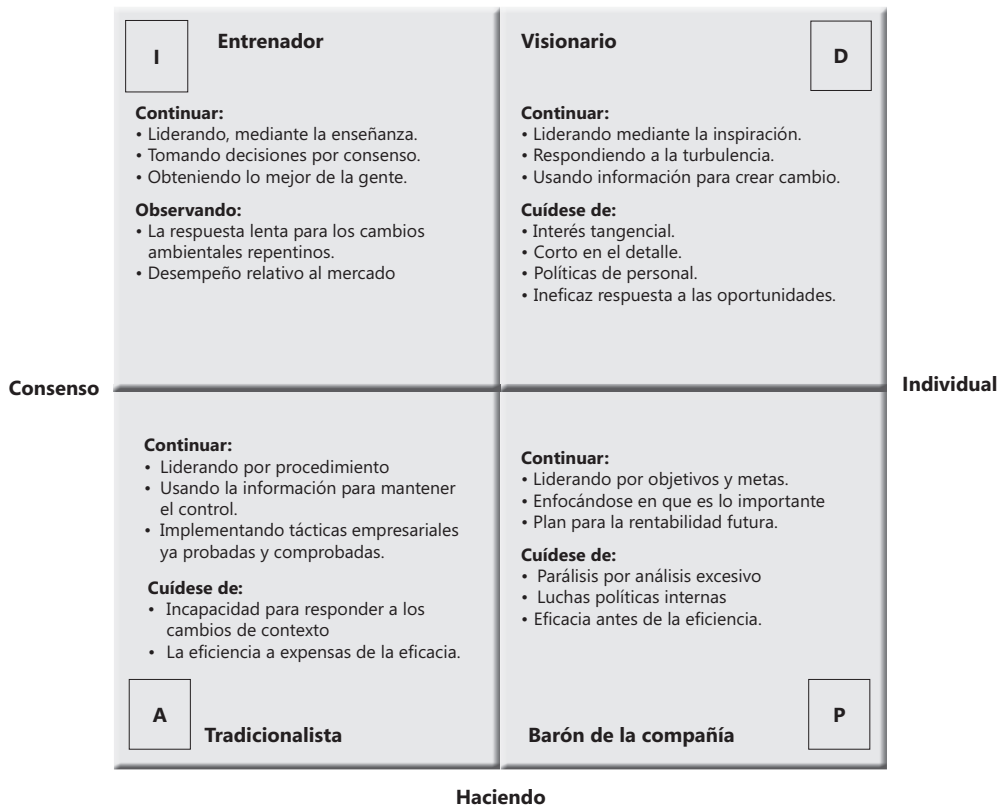 I
Entrenador
Continuar:
• Liderando, mediante la enseñanza.
• Tomando decisiones por consenso.
• Obteniendo lo mejor de la gente.
Observando:
• La respuesta lenta para los cambios
ambientales repentinos.
• Desempeño relativo al mercado
Visionario
D
Continuar:
• Liderando mediante la inspiración.
• Respondiendo a la turbulencia.
• Usando información para crear cambio.
Cuídese de:
• Interés tangencial.
• Corto en el detalle.
• Políticas de personal.
• Ineficaz respuesta a las oportunidades.
Consenso
Individual
Continuar:
• Liderando por procedimiento
• Usando la información para mantener
el control.
• Implementando tácticas empresariales
ya probadas y comprobadas.
Cuídese de:
• Incapacidad para responder a los
cambios de contexto
• La eficiencia a expensas de la eficacia.
A
Tradicionalista
Continuar:
• Liderando por objetivos y metas.
• Enfocándose en que es lo importante
• Plan para la rentabilidad futura.
Cuídese de:
• Parálisis por análisis excesivo
• Luchas políticas internas
• Eficacia antes de la eficiencia.
Barón de la compañía
P
Haciendo